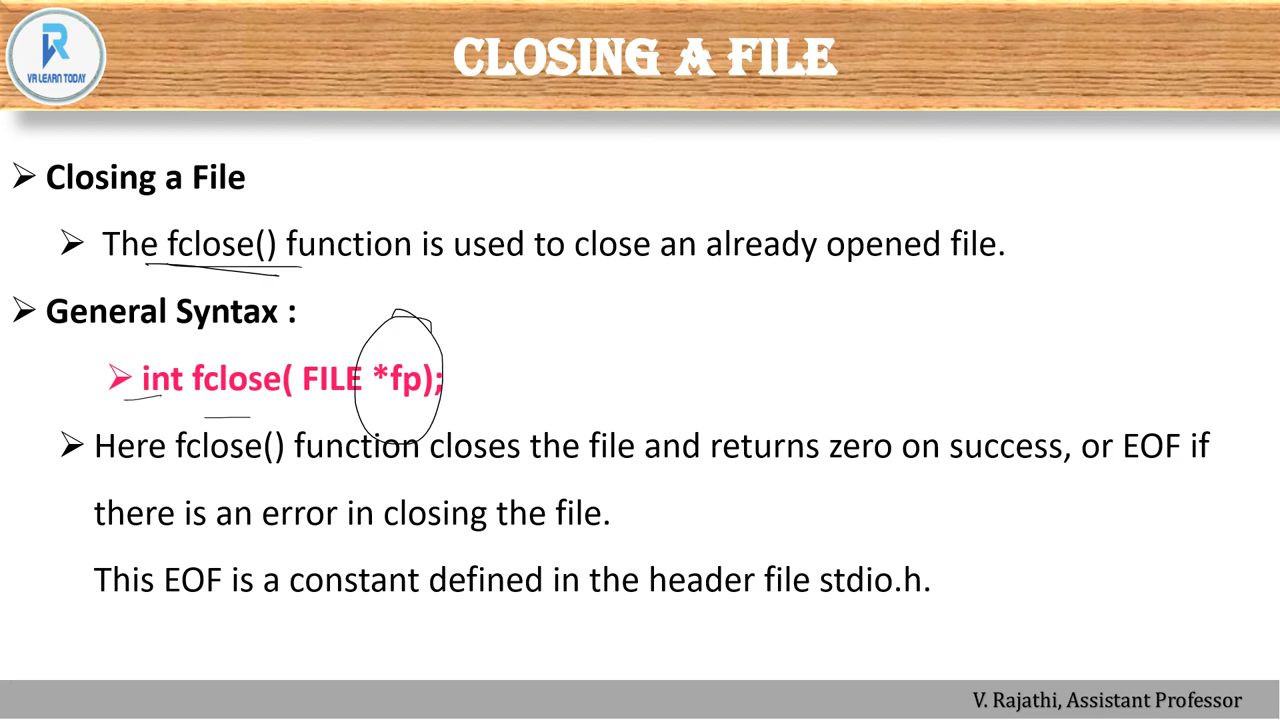 VR LEARN TODAY
CLOSING A FILE
Closing a File
The fclose() function is used to close an already opened file.
General Syntax :
int fclose( FILE *fp);
Here fclose() function closes the file and returns zero on success, or EOF if
there is an error in closing the file.
This EOF is a constant defined in the header file stdio.h.
V. Rajathi, Assistant Professor